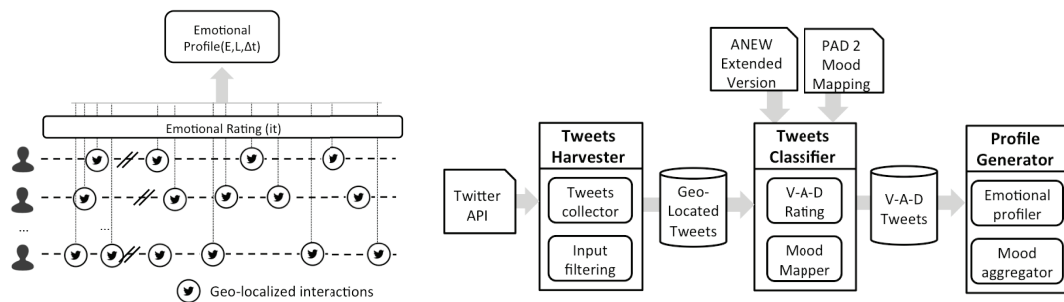 Emotional
Profile(E,L,Δt)
Emotional Rating (it)
...
...
Geo-localized interactions
ANEW
Extended
Version
PAD 2
Mood
Mapping
Twitter
API
Tweets
Harvester
Tweets
collector
Input
filtering
Geo-
Located
Tweets
Tweets
Classifier
V-A-D
Rating
Mood
Mapper
V-A-D
Tweets
Profile
Generator
Emotional
profiler
Mood
aggregator